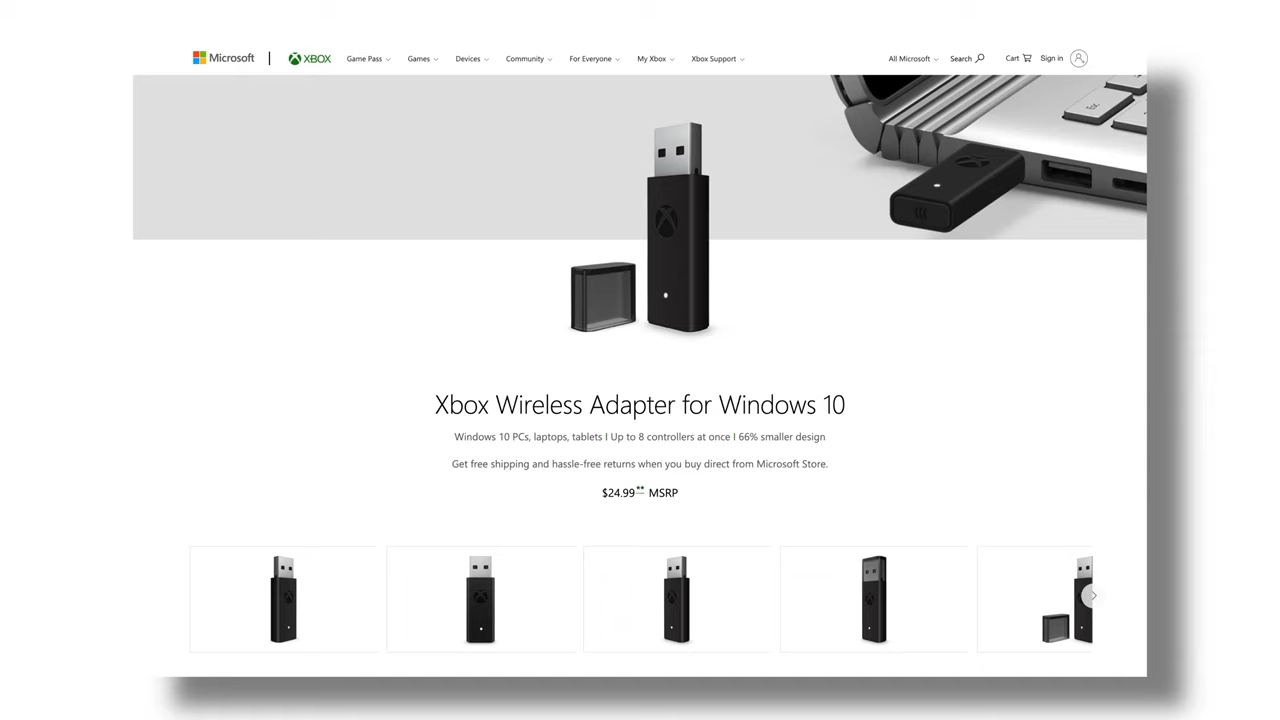 Microsoft XBOX Game Pass Games Devices Community For Everyone My Xbox Xbox Support All Microsoft Search Cart Sign in
Esc
Xbox Wireless Adapter for Windows 10
Windows 10 PCs, laptops, tablets | Up to 8 controllers at once | 66% smaller design
Get free shipping and hassle-free returns when you buy direct from Microsoft Store.
$24.99** MSRP